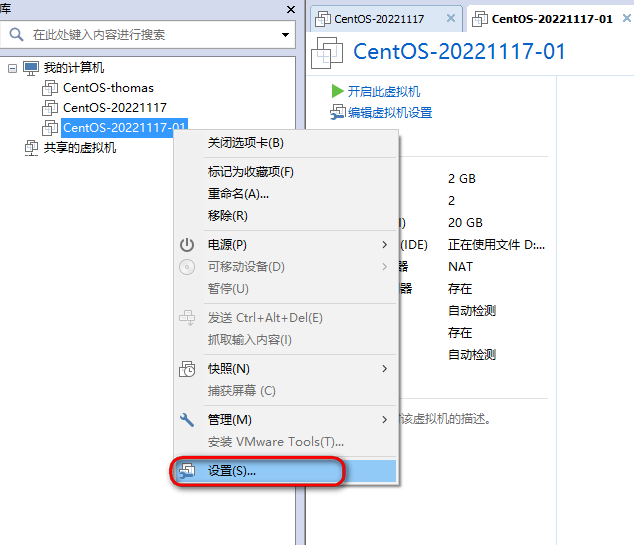 库
在此处键入内容进行搜索
我的计算机
CentOS-thomas
CentOS-20221117
CentOS-20221117-01
共享的虚拟机
关闭选项卡(B)
标记为收藏项(F)
重命名(A)...
移除(R)
电源(P)
可移动设备(D)
暂停(U)
发送 Ctrl+Alt+Del(E)
抓取输入内容(I)
快照(N)
捕获屏幕 (C)
管理(M)
安装 VMware Tools(T)...
设置(S)...
CentOS-20221117
CentOS-20221117-01
CentOS-20221117-01
开启此虚拟机
编辑虚拟机设置
2 GB
2
I)
20 GB
(IDE)
正在使用文件 D:...
器
NAT
器
存在
自动检测
存在
自动检测
该虚拟机的描述。